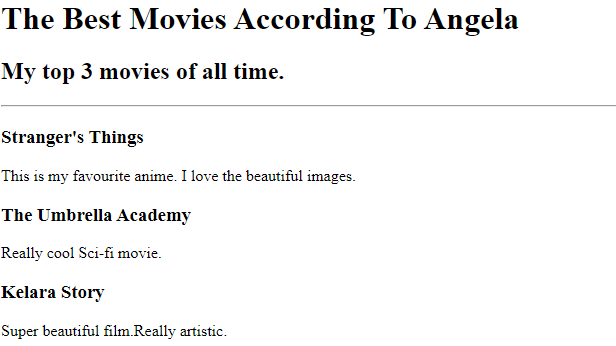 The Best Movies According To Angela
My top 3 movies of all time.
Stranger's Things
This is my favourite anime. I love the beautiful images.
The Umbrella Academy
Really cool Sci-fi movie.
Kelara Story
Super beautiful film.Really artistic.